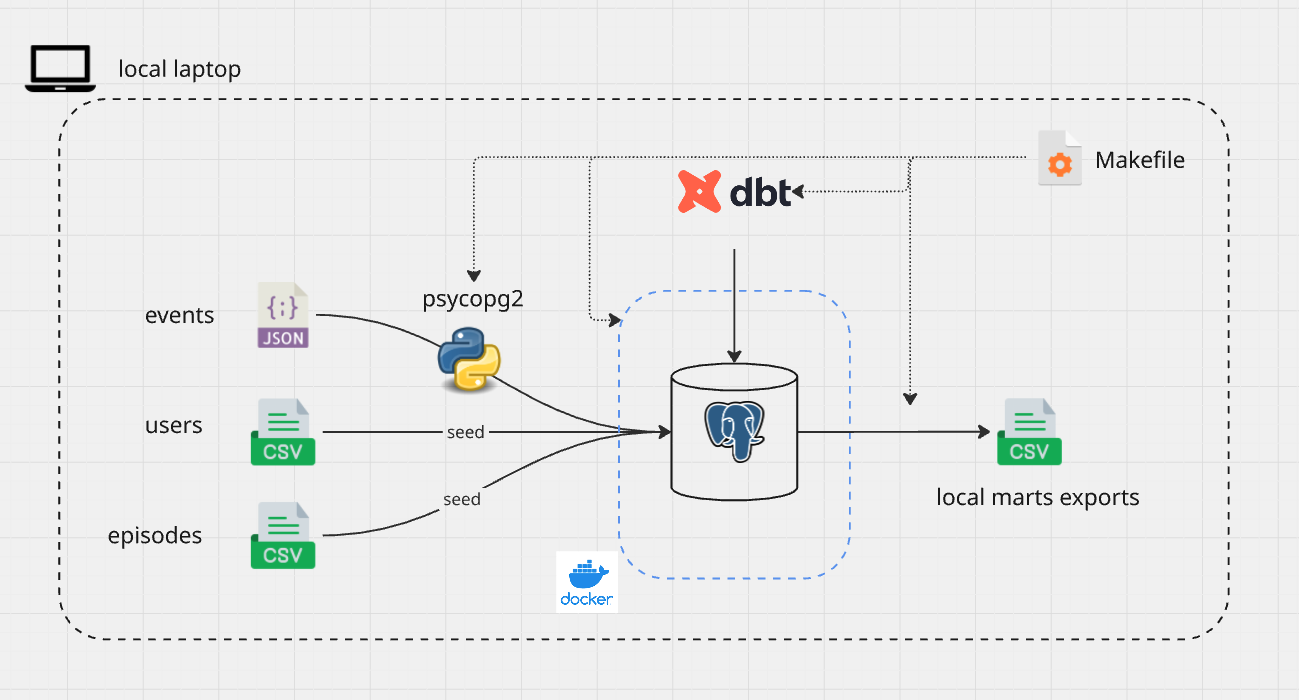 local laptop
Makefile
dbt
psycopg2
events
{;}
JSON
users
CSV
seed
CSV
local marts exports
seed
episodes
CSV
docker